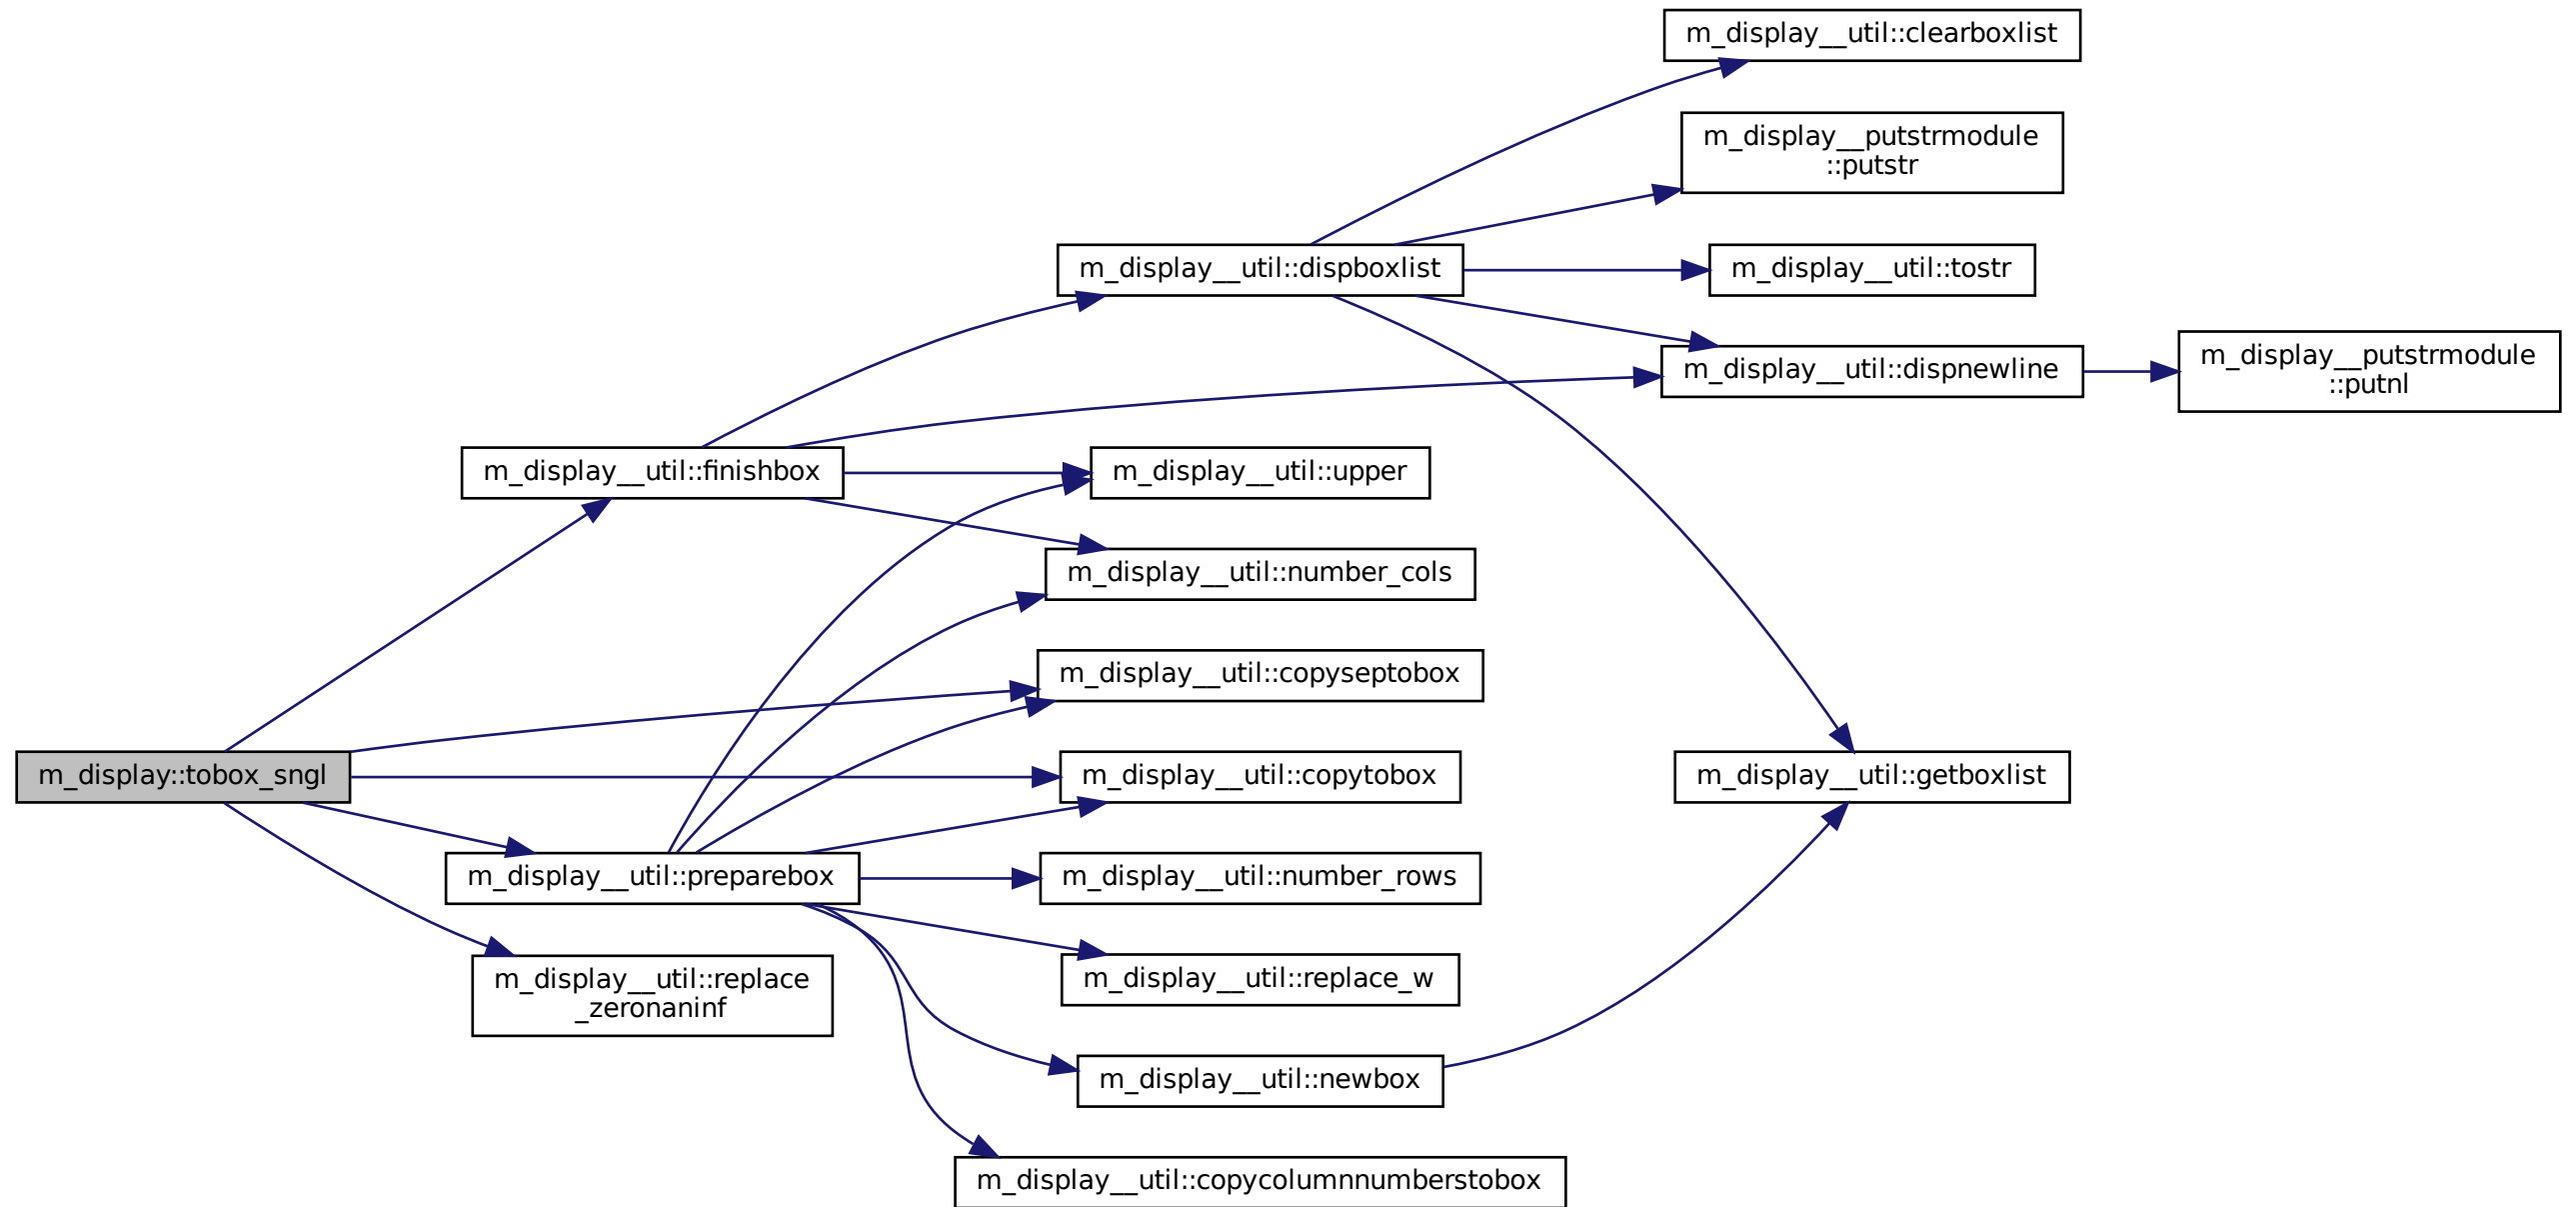 m_display__util::clearboxlist
m_display__putstrmodule
::putstr
m_display__util::dispboxlist
m_display__util::tostr
m_display__util::dispnewline
m_display__putstrmodule
::putnl
m_display__util::finishbox
m_display__util::upper
m_display__util::number_cols
m_display__util::copyseptobox
m_display::tobox_sngl
m_display__util::copytobox
m_display__util::getboxlist
m_display__util::preparebox
m_display__util::number_rows
m_display__util::replace
_zeronaninf
m_display__util::replace_w
m_display__util::newbox
m_display__util::copycolumnnumberstobox